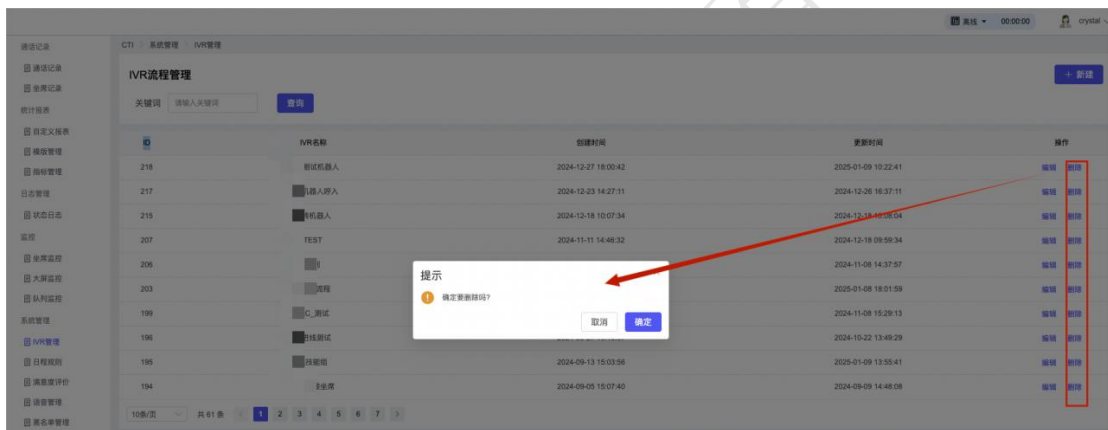 离线 00:00:00 crystal
CTI > 系统管理 > IVR管理
通话记录
通话记录
坐席记录
统计报表
自定义报表
模版管理
指标管理
日志管理
状态日志
监控
坐席监控
大屏监控
队列监控
系统管理
IVR管理
日程规则
满意度评价
语音管理
黑名单管理
IVR流程管理
+ 新建
关键词 请输入关键词 查询
ID IVR名称 创建时间 更新时间 操作
218 测试机器人 2024-12-27 18:00:42 2025-01-09 10:22:41 编辑 删除
217 机器人呼入 2024-12-23 14:27:11 2024-12-26 16:37:11 编辑 删除
215 机器人 2024-12-18 10:07:34 2024-12-18 编辑 删除
207 TEST 2024-11-11 14:46:32 2024-12-18 09:59:34 编辑 删除
206 2024-11-08 14:37:57 编辑 删除
203 流程 2025-01-08 18:01:59 编辑 删除
199 C_测试 2024-11-08 15:29:13 编辑 删除
196 在线测试 2024-10-22 13:49:29 编辑 删除
195 技能组 2024-09-13 15:03:56 2025-01-09 13:55:41 编辑 删除
194 坐席 2024-09-05 15:07:40 2024-09-09 14:48:08 编辑 删除
10条/页 共 61 条 < 1 2 3 4 5 6 7 >
提示
确定要删除吗?
取消 确定